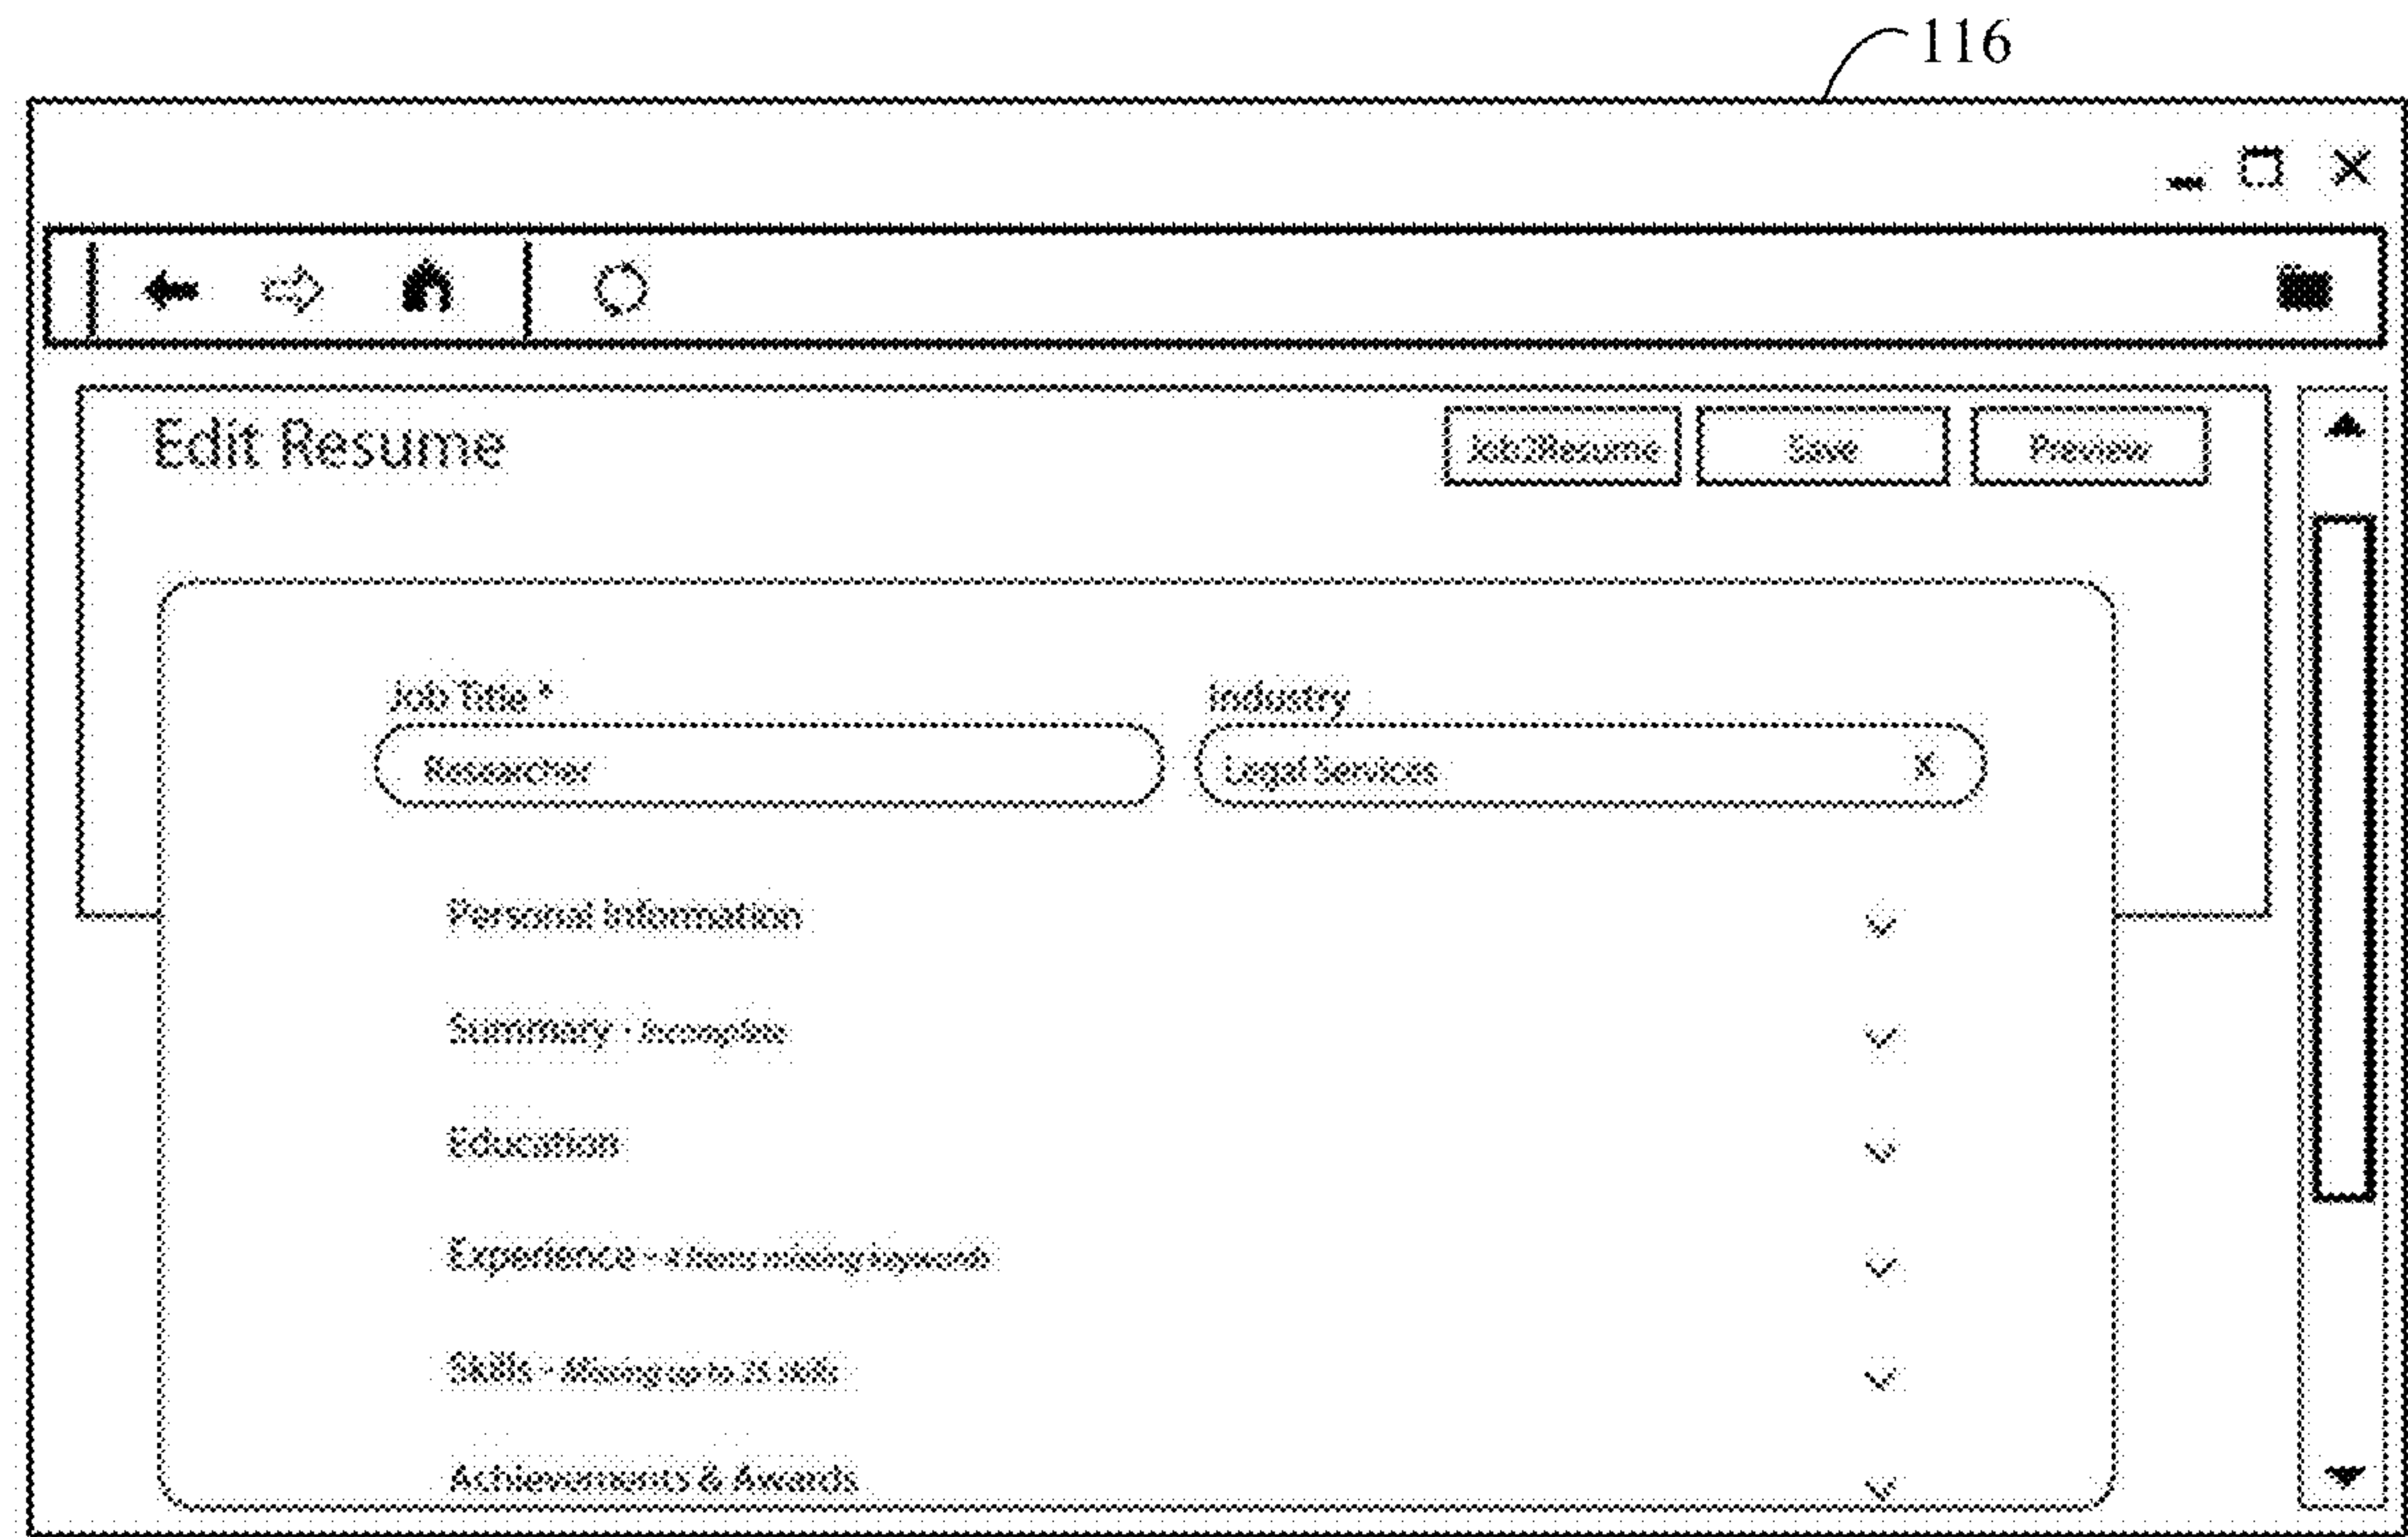 116
Edit Resume
Job2Resume
Save
Preview
Job Title *
Industry
Researcher
Legal Services
x
Personal Information
Summary -
Education
Experience -
Skills -
Achievements & Awards